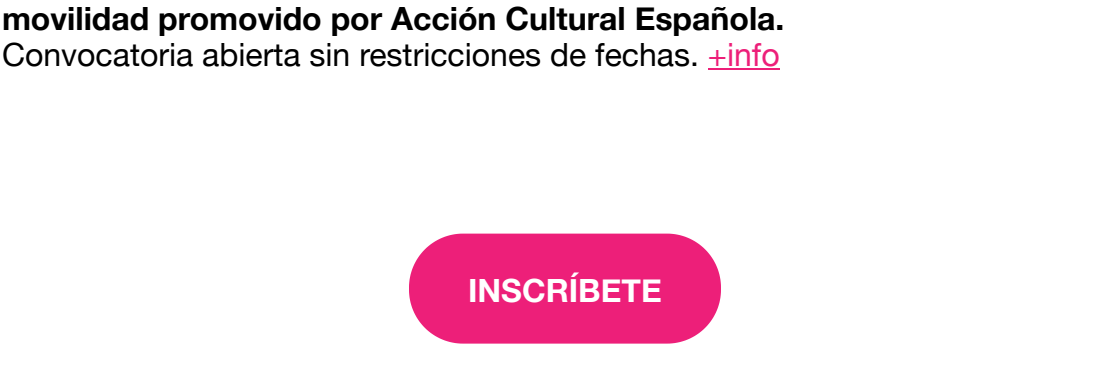 movilidad promovido por Acción Cultural Española.
Convocatoria abierta sin restricciones de fechas. +info
INSCRÍBETE